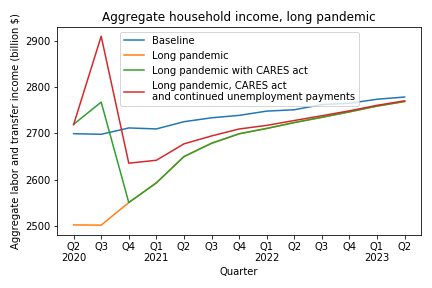 Aggregate household income, long pandemic
Aggregate labor and transfer income (billion $)
2900
2800
2700
2600
2500
Baseline
Long pandemic
Long pandemic with CARES act
Long pandemic, CARES act
and continued unemployment payments
Q2 Q3 Q4 Q1 Q2 Q3 Q4 Q1 Q2 Q3 Q4 Q1 Q2
2020 2021 2022 2023
Quarter